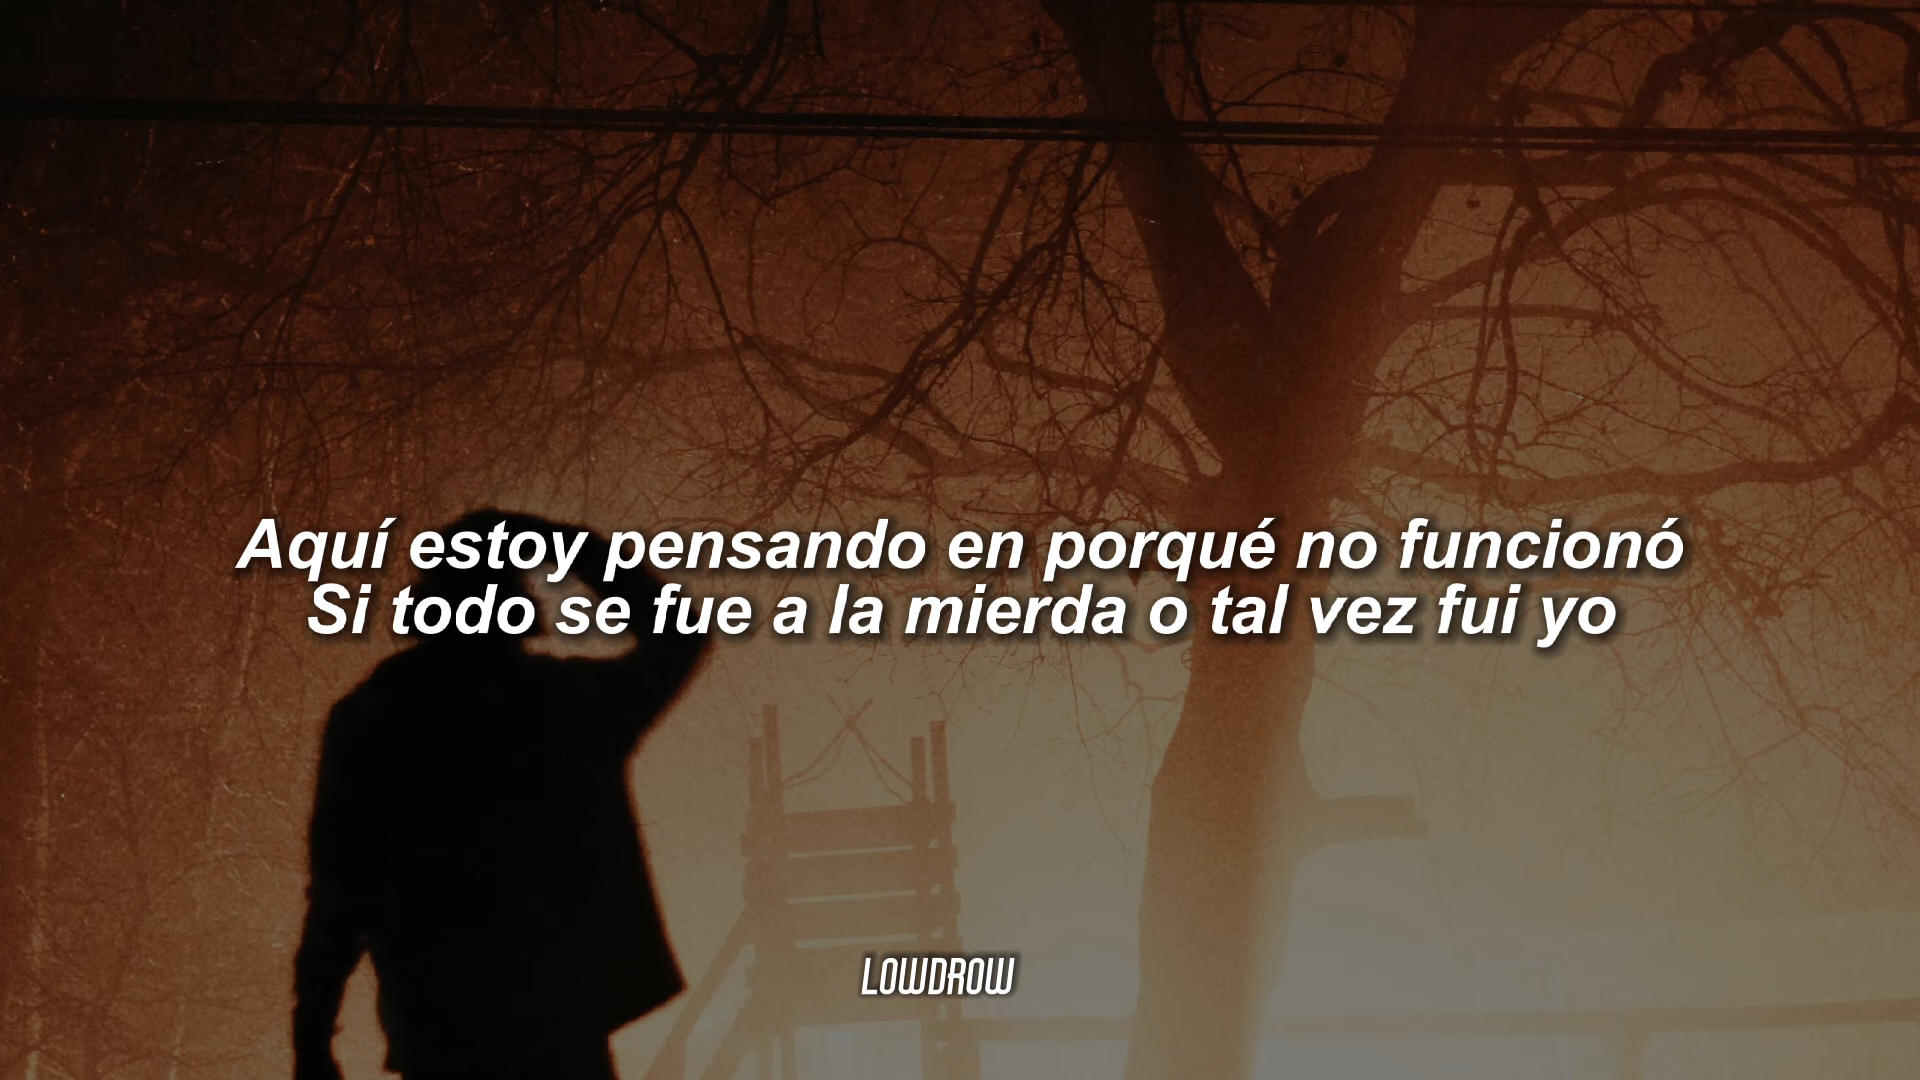 Aquí estoy pensando en porqué no funcionó
Si todo se fue a la mierda o tal vez fui yo
LOWDROW